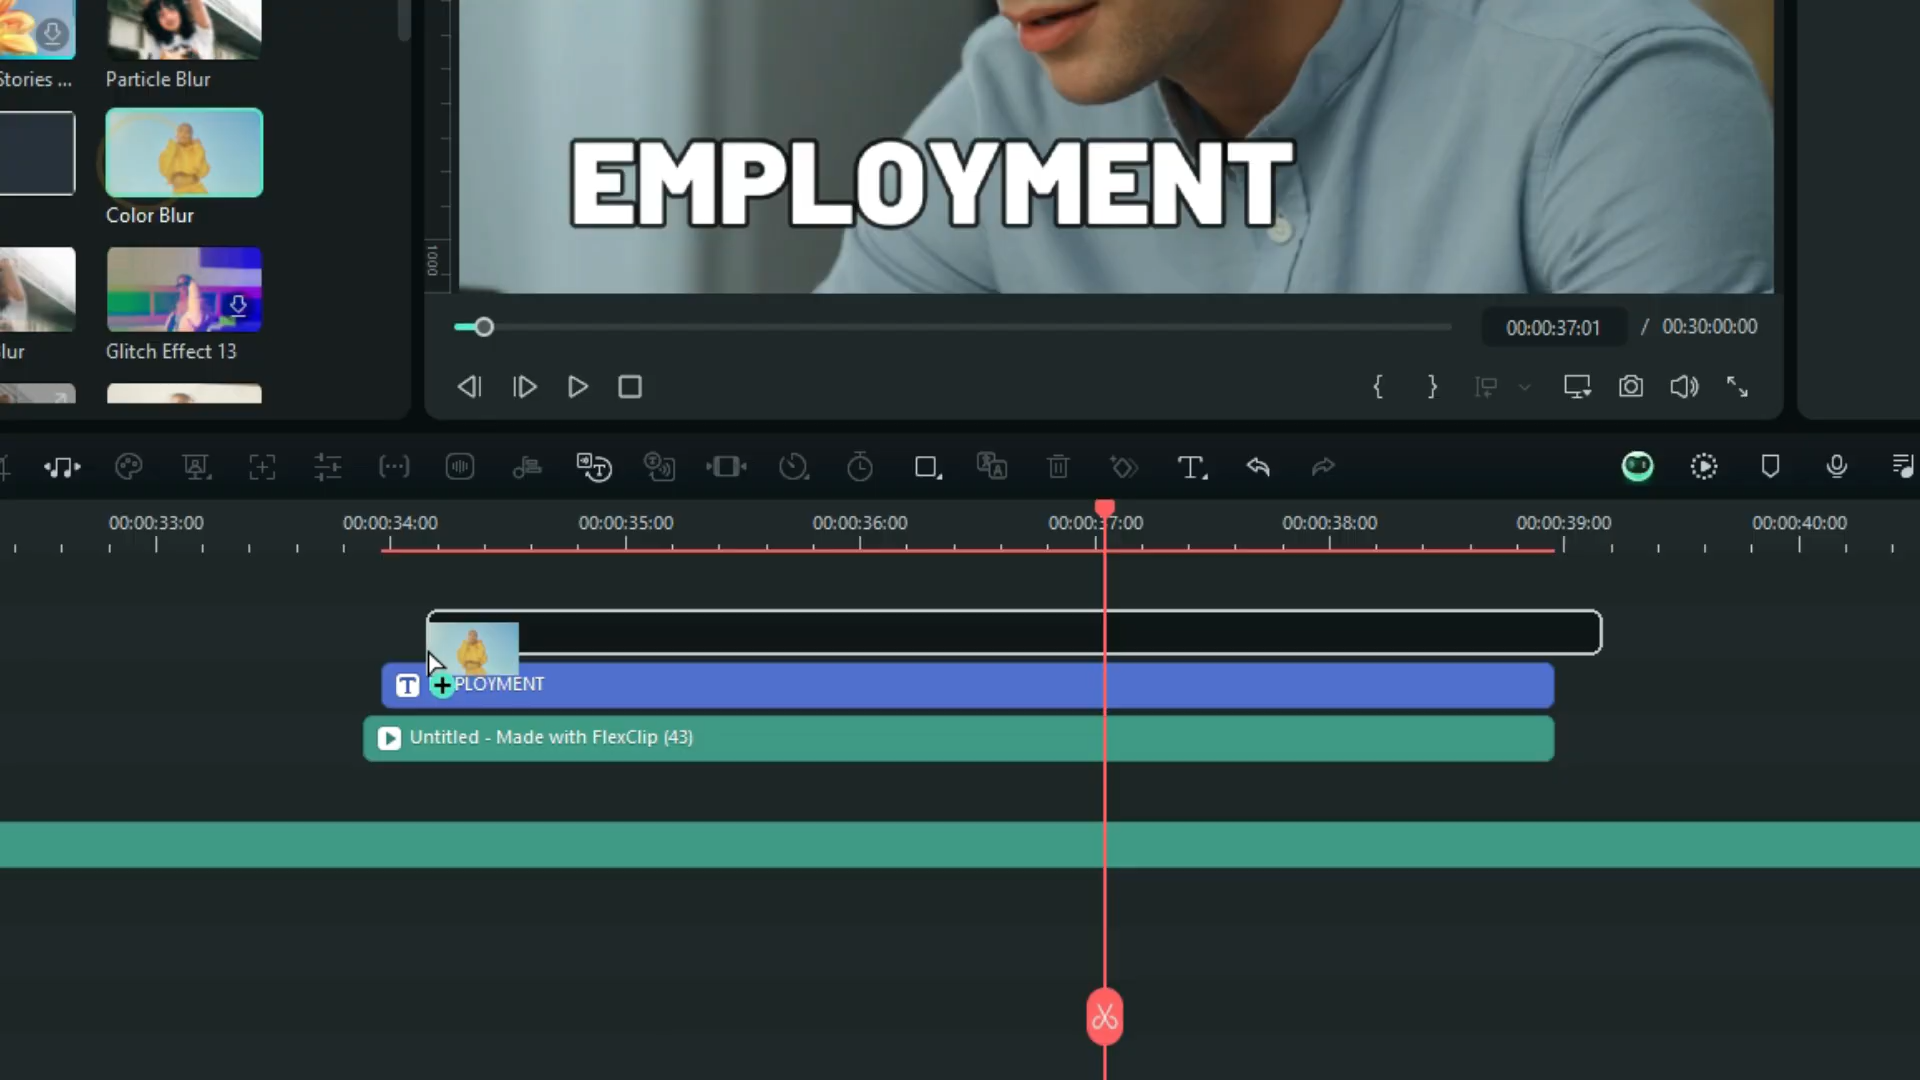 Stories ...
Particle Blur
Color Blur
lur
Glitch Effect 13
EMPLOYMENT
1000
00:00:37:01 / 00:30:00:00
00:00:33:00
00:00:34:00
00:00:35:00
00:00:36:00
00:00:37:00
00:00:38:00
00:00:39:00
00:00:40:00
PLOYMENT
Untitled - Made with FlexClip (43)